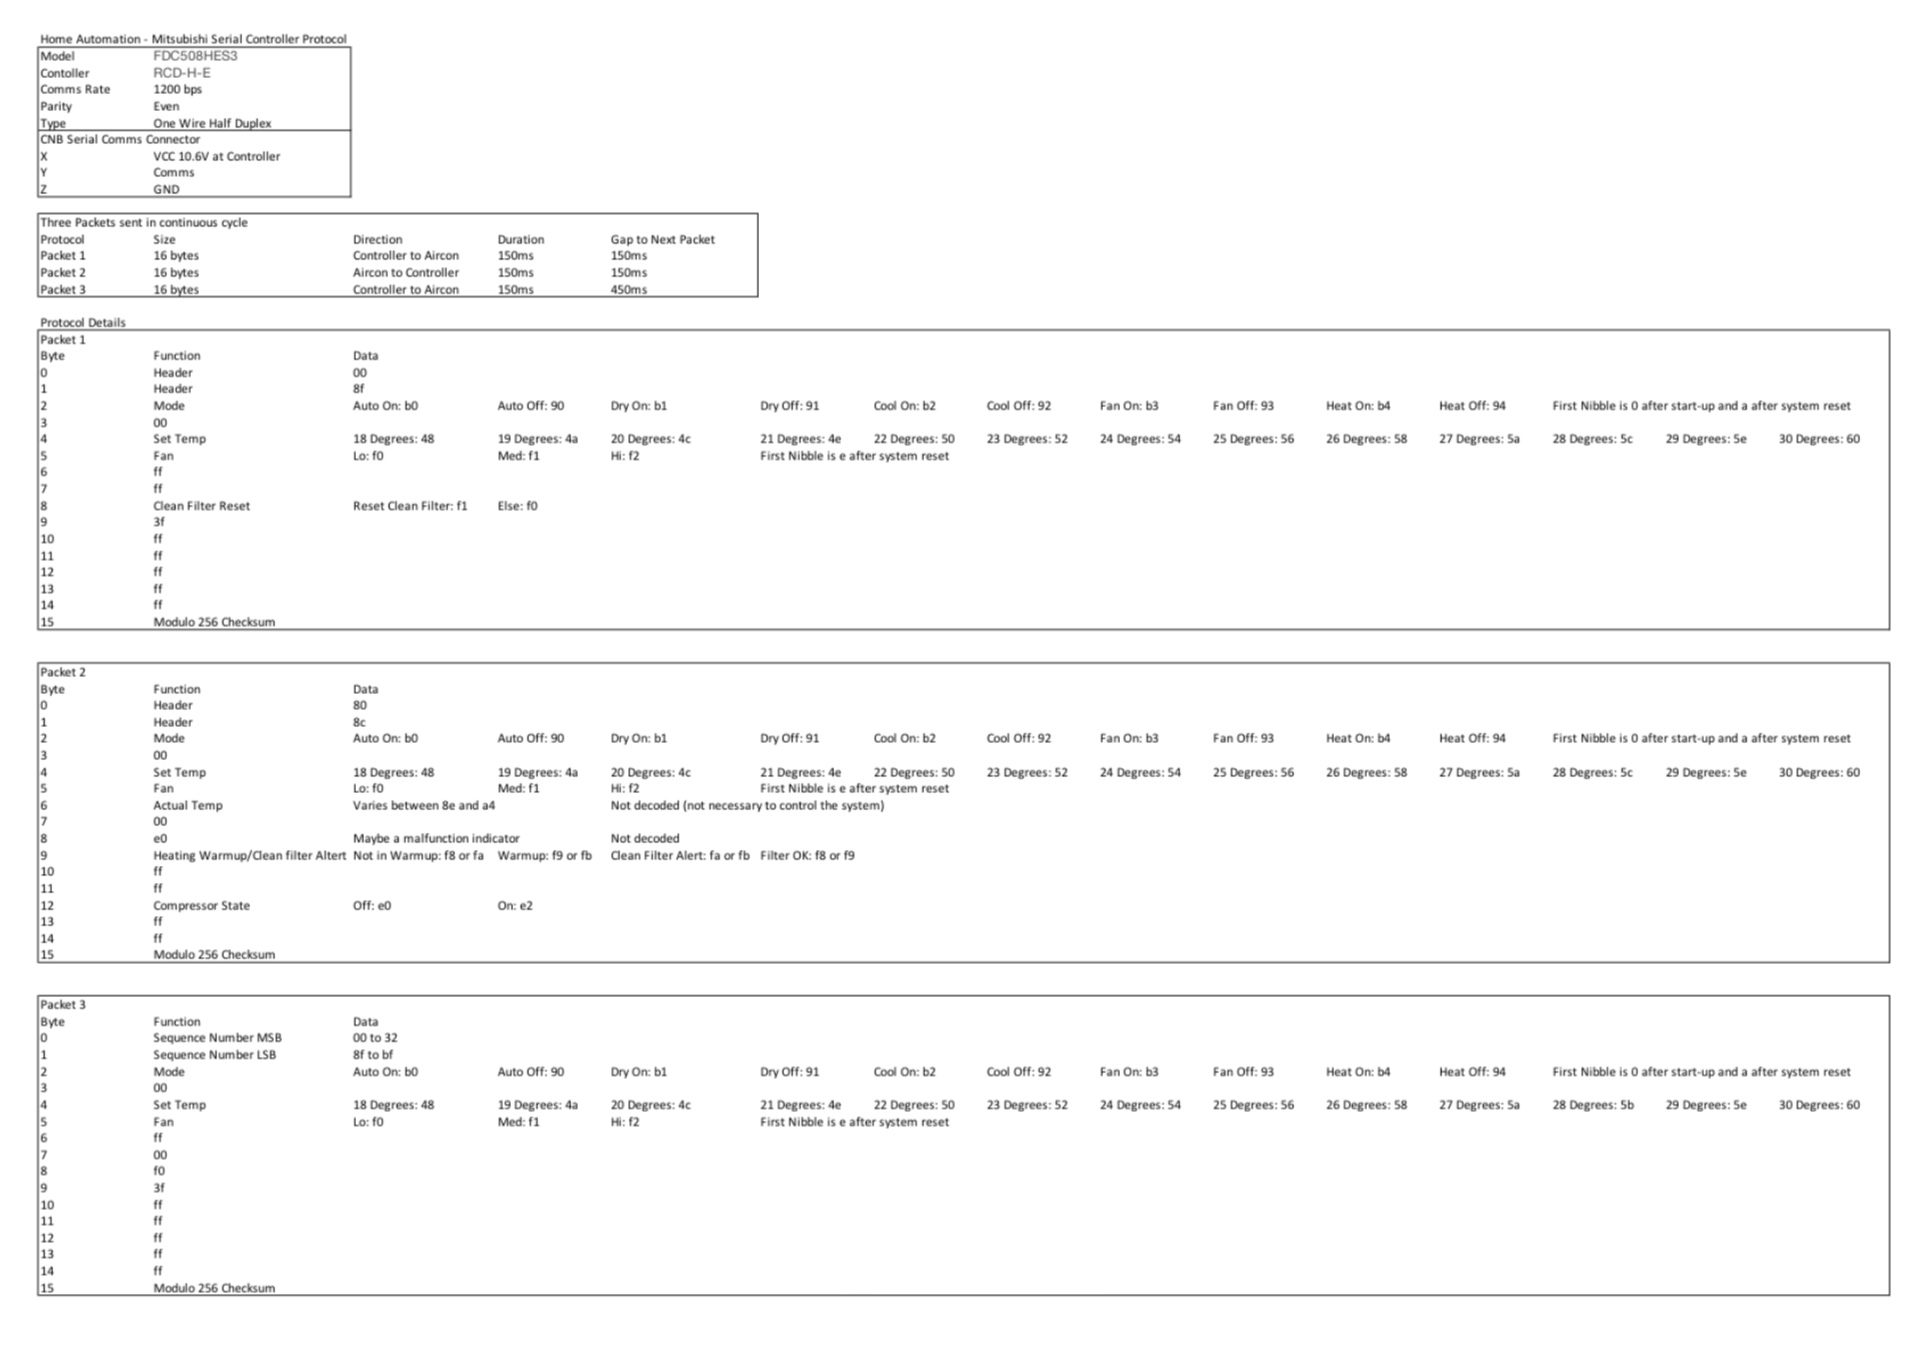 Home Automation - Mitsubishi Serial Controller Protocol
Model FDC508HES3
Contoller RCD-H-E
Comms Rate 1200 bps
Parity Even
Type One Wire Half Duplex
CNB Serial Comms Connector
X VCC 10.6V at Controller
Y Comms
Z GND
Three Packets sent in continuous cycle
Protocol Size Direction Duration Gap to Next Packet
Packet 1 16 bytes Controller to Aircon 150ms 150ms
Packet 2 16 bytes Aircon to Controller 150ms 150ms
Packet 3 16 bytes Controller to Aircon 150ms 450ms
Protocol Details
Packet 1
Byte Function Data
0 Header 00
1 Header 8f
2 Mode Auto On: b0 Auto Off: 90 Dry On: b1 Dry Off: 91 Cool On: b2 Cool Off: 92 Fan On: b3 Fan Off: 93 Heat On: b4 Heat Off: 94 First Nibble is 0 after start-up and a after system reset
3 00
4 Set Temp 18 Degrees: 48 19 Degrees: 4a 20 Degrees: 4c 21 Degrees: 4e 22 Degrees: 50 23 Degrees: 52 24 Degrees: 54 25 Degrees: 56 26 Degrees: 58 27 Degrees: 5a 28 Degrees: 5c 29 Degrees: 5e 30 Degrees: 60
5 Fan Lo: f0 Med: f1 Hi: f2 First Nibble is e after system reset
6 ff
7 ff
8 Clean Filter Reset Reset Clean Filter: f1 Else: f0
9 3f
10 ff
11 ff
12 ff
13 ff
14 ff
15 Modulo 256 Checksum
Packet 2
Byte Function Data
0 Header 80
1 Header 8c
2 Mode Auto On: b0 Auto Off: 90 Dry On: b1 Dry Off: 91 Cool On: b2 Cool Off: 92 Fan On: b3 Fan Off: 93 Heat On: b4 Heat Off: 94 First Nibble is 0 after start-up and a after system reset
3 00
4 Set Temp 18 Degrees: 48 19 Degrees: 4a 20 Degrees: 4c 21 Degrees: 4e 22 Degrees: 50 23 Degrees: 52 24 Degrees: 54 25 Degrees: 56 26 Degrees: 58 27 Degrees: 5a 28 Degrees: 5c 29 Degrees: 5e 30 Degrees: 60
5 Fan Lo: f0 Med: f1 Hi: f2 First Nibble is e after system reset
6 Actual Temp Varies between 8e and a4 Not decoded (not necessary to control the system)
7 00
8 e0 Maybe a malfunction indicator Not decoded
9 Heating Warmup/Clean filter Altert Not in Warmup: f8 or fa Warmup: f9 or fb Clean Filter Alert: fa or fb Filter OK: f8 or f9
10 ff
11 ff
12 Compressor State Off: e0 On: e2
13 ff
14 ff
15 Modulo 256 Checksum
Packet 3
Byte Function Data
0 Sequence Number MSB 00 to 32
1 Sequence Number LSB 8f to bf
2 Mode Auto On: b0 Auto Off: 90 Dry On: b1 Dry Off: 91 Cool On: b2 Cool Off: 92 Fan On: b3 Fan Off: 93 Heat On: b4 Heat Off: 94 First Nibble is 0 after start-up and a after system reset
3 00
4 Set Temp 18 Degrees: 48 19 Degrees: 4a 20 Degrees: 4c 21 Degrees: 4e 22 Degrees: 50 23 Degrees: 52 24 Degrees: 54 25 Degrees: 56 26 Degrees: 58 27 Degrees: 5a 28 Degrees: 5b 29 Degrees: 5e 30 Degrees: 60
5 Fan Lo: f0 Med: f1 Hi: f2 First Nibble is e after system reset
6 ff
7 00
8 f0
9 3f
10 ff
11 ff
12 ff
13 ff
14 ff
15 Modulo 256 Checksum